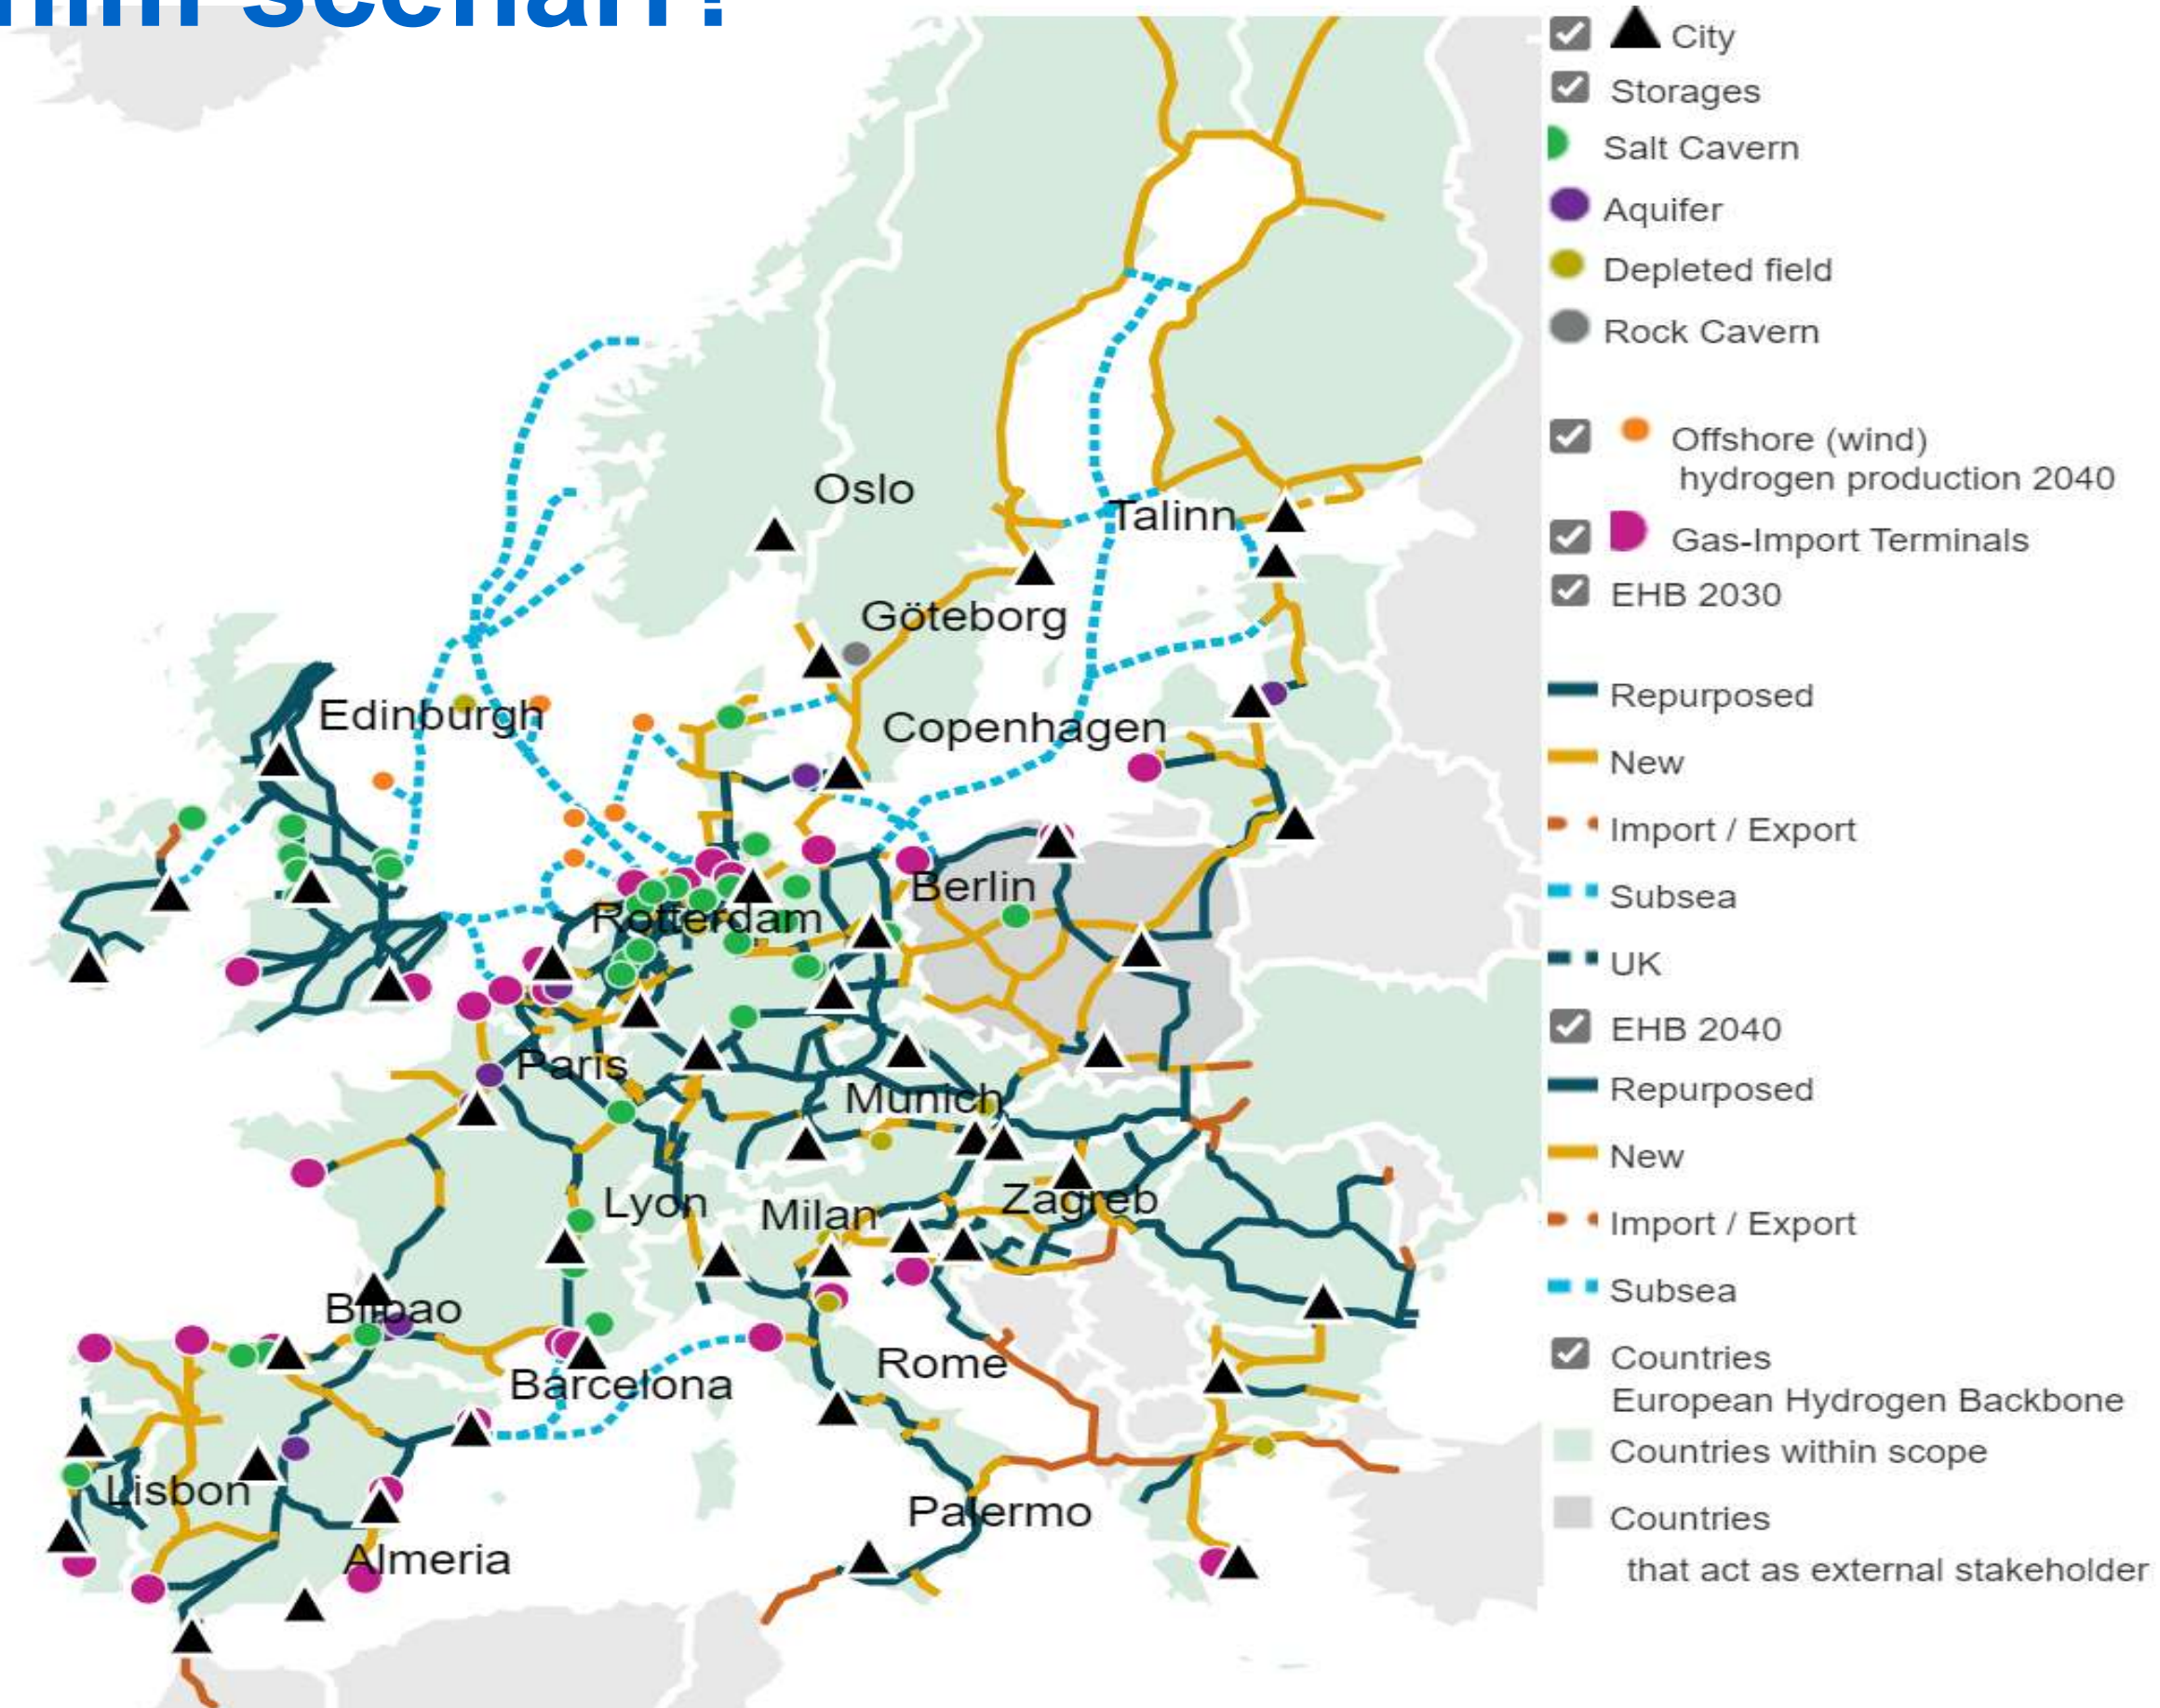 scenari?
Oslo
Talinn
Göteborg
Edinburgh
Copenhagen
Berlin
Rotterdam
Paris
Munich
Lyon
Milan
Zagreb
Bilbao
Rome
Barcelona
Lisbon
Palermo
Almeria
City
Storages
Salt Cavern
Aquifer
Depleted field
Rock Cavern
Offshore (wind)
hydrogen production 2040
Gas-Import Terminals
EHB 2030
Repurposed
New
Import / Export
Subsea
UK
EHB 2040
Repurposed
New
Import / Export
Subsea
Countries
European Hydrogen Backbone
Countries within scope
Countries
that act as external stakeholder